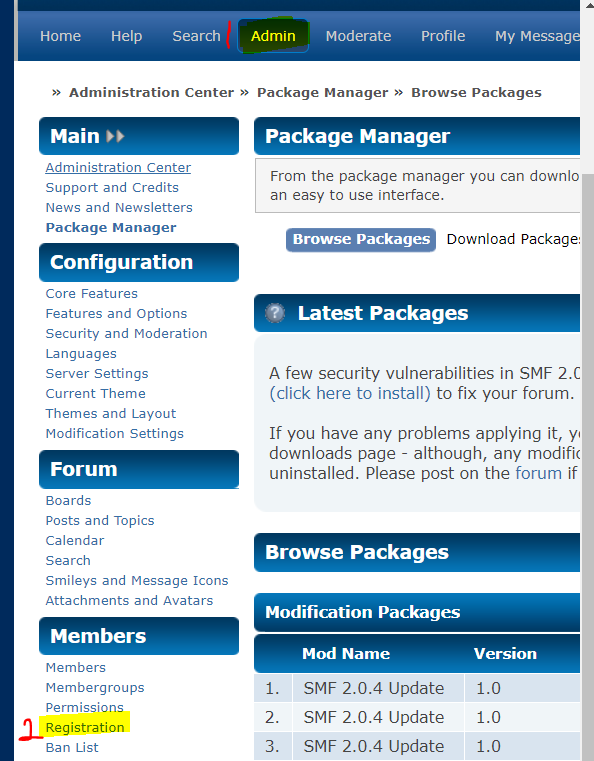 Home Help Search Admin Moderate Profile My Message
» Administration Center » Package Manager » Browse Packages
Main
Administration Center
Support and Credits
News and Newsletters
Package Manager
Configuration
Core Features
Features and Options
Security and Moderation
Languages
Server Settings
Current Theme
Themes and Layout
Modification Settings
Forum
Boards
Posts and Topics
Calendar
Search
Smileys and Message Icons
Attachments and Avatars
Members
Members
Membergroups
Permissions
2 Registration
Ban List
Package Manager
From the package manager you can downlo
an easy to use interface.
Browse Packages Download Packages
? Latest Packages
A few security vulnerabilities in SMF 2.0
(click here to install) to fix your forum.
If you have any problems applying it, y
downloads page - although, any modific
uninstalled. Please post on the forum if
Browse Packages
Modification Packages
Mod Name Version
1. SMF 2.0.4 Update 1.0
2. SMF 2.0.4 Update 1.0
3. SMF 2.0.4 Update 1.0